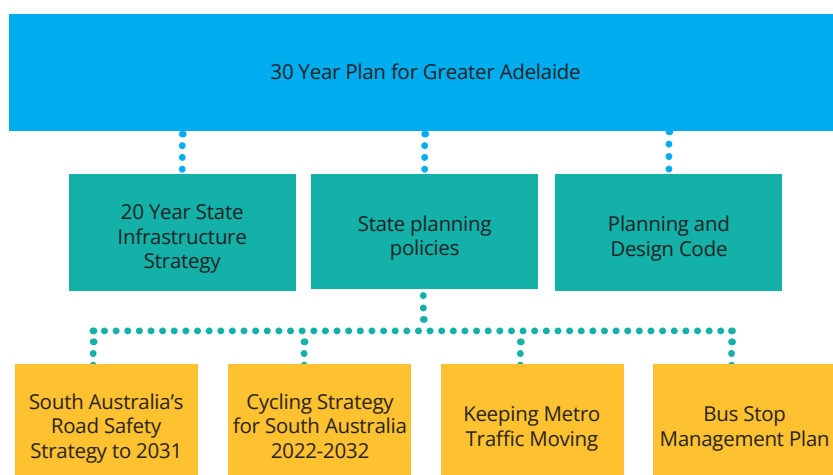 30 Year Plan for Greater Adelaide
20 Year State
Infrastructure
Strategy
State planning
policies
Planning and
Design Code
South Australia’s
Road Safety
Strategy to 2031
Cycling Strategy
for South Australia
2022-2032
Keeping Metro
Traffic Moving
Bus Stop
Management Plan